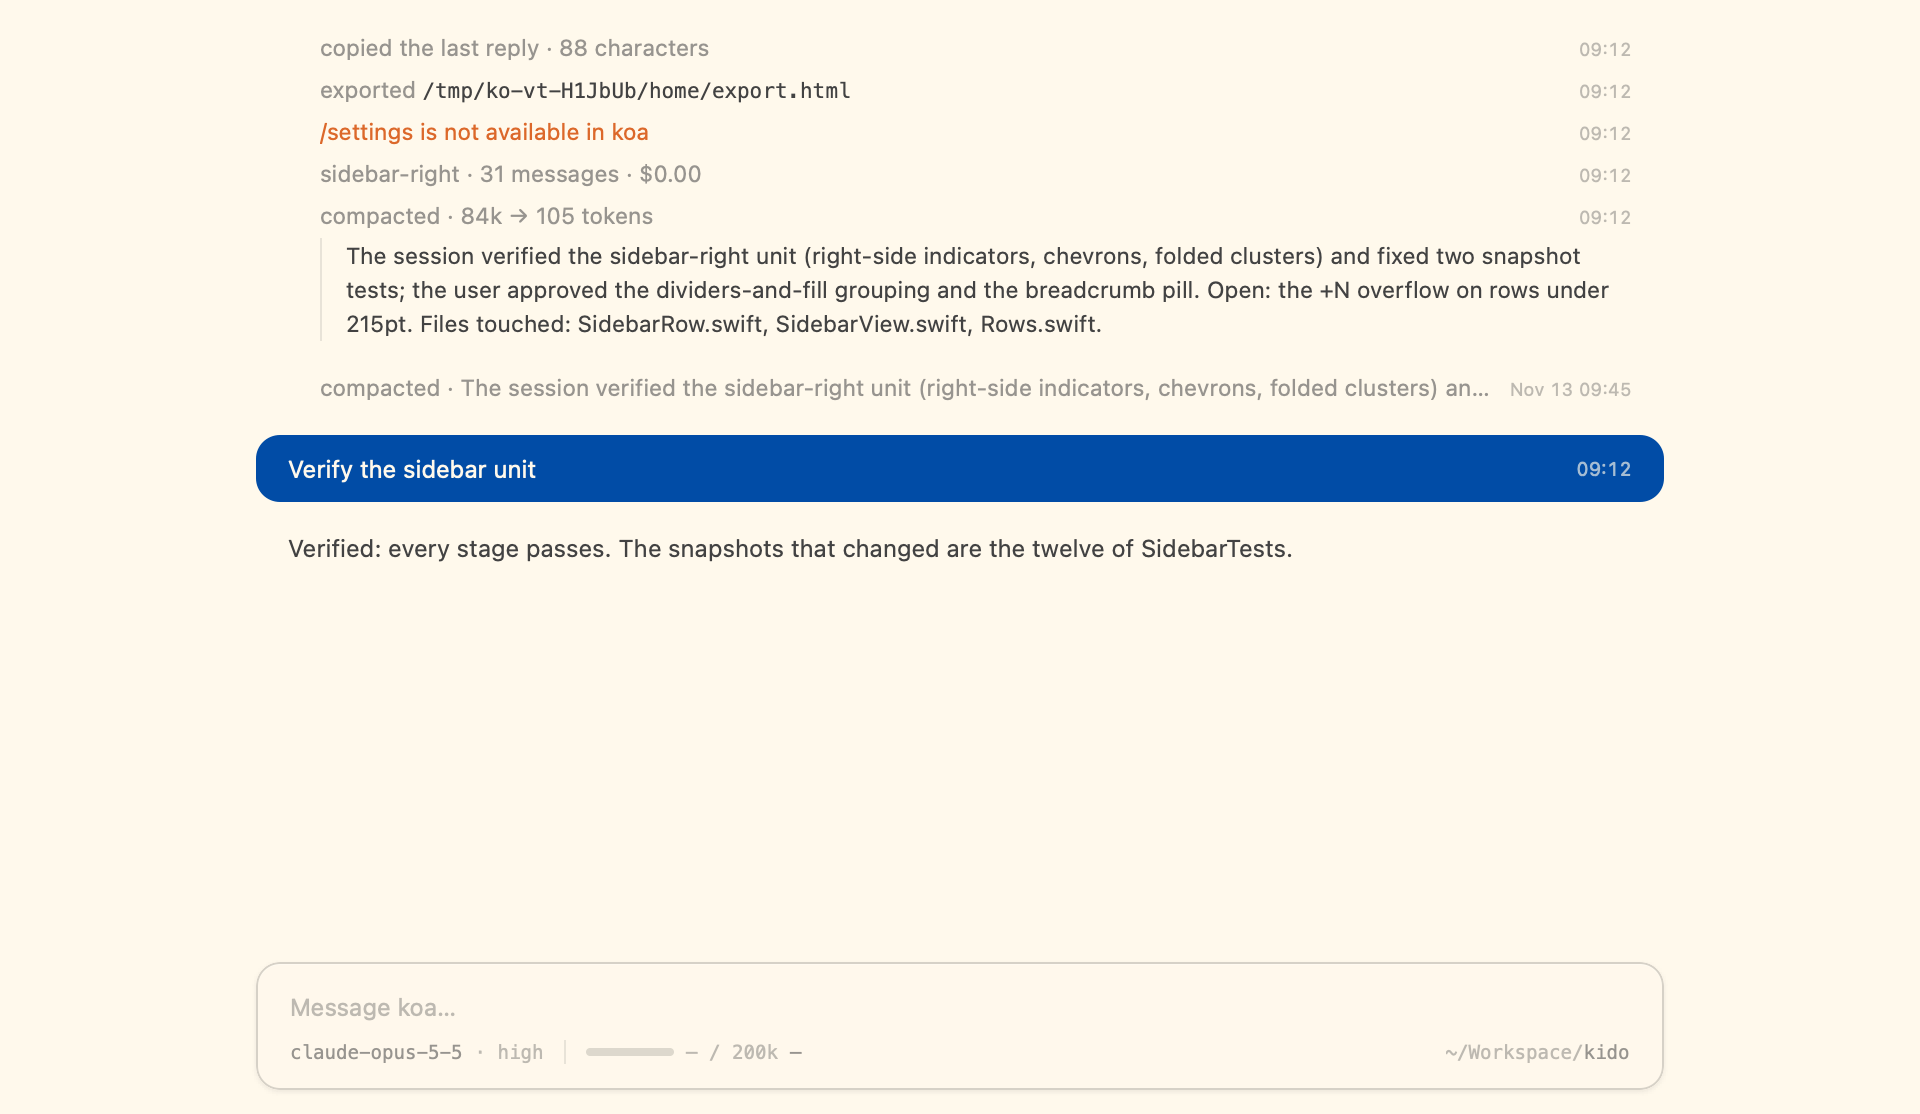 copied the last reply · 88 characters 09:12
exported /tmp/ko-vt-H1JbUb/home/export.html 09:12
/settings is not available in koa 09:12
sidebar-right · 31 messages · $0.00 09:12
compacted · 84k → 105 tokens 09:12
The session verified the sidebar-right unit (right-side indicators, chevrons, folded clusters) and fixed two snapshot
tests; the user approved the dividers-and-fill grouping and the breadcrumb pill. Open: the +N overflow on rows under
215pt. Files touched: SidebarRow.swift, SidebarView.swift, Rows.swift.
compacted · The session verified the sidebar-right unit (right-side indicators, chevrons, folded clusters) an... Nov 13 09:45
Verify the sidebar unit 09:12
Verified: every stage passes. The snapshots that changed are the twelve of SidebarTests.
Message koa...
claude-opus-5-5 · high — / 200k — ~/Workspace/kido